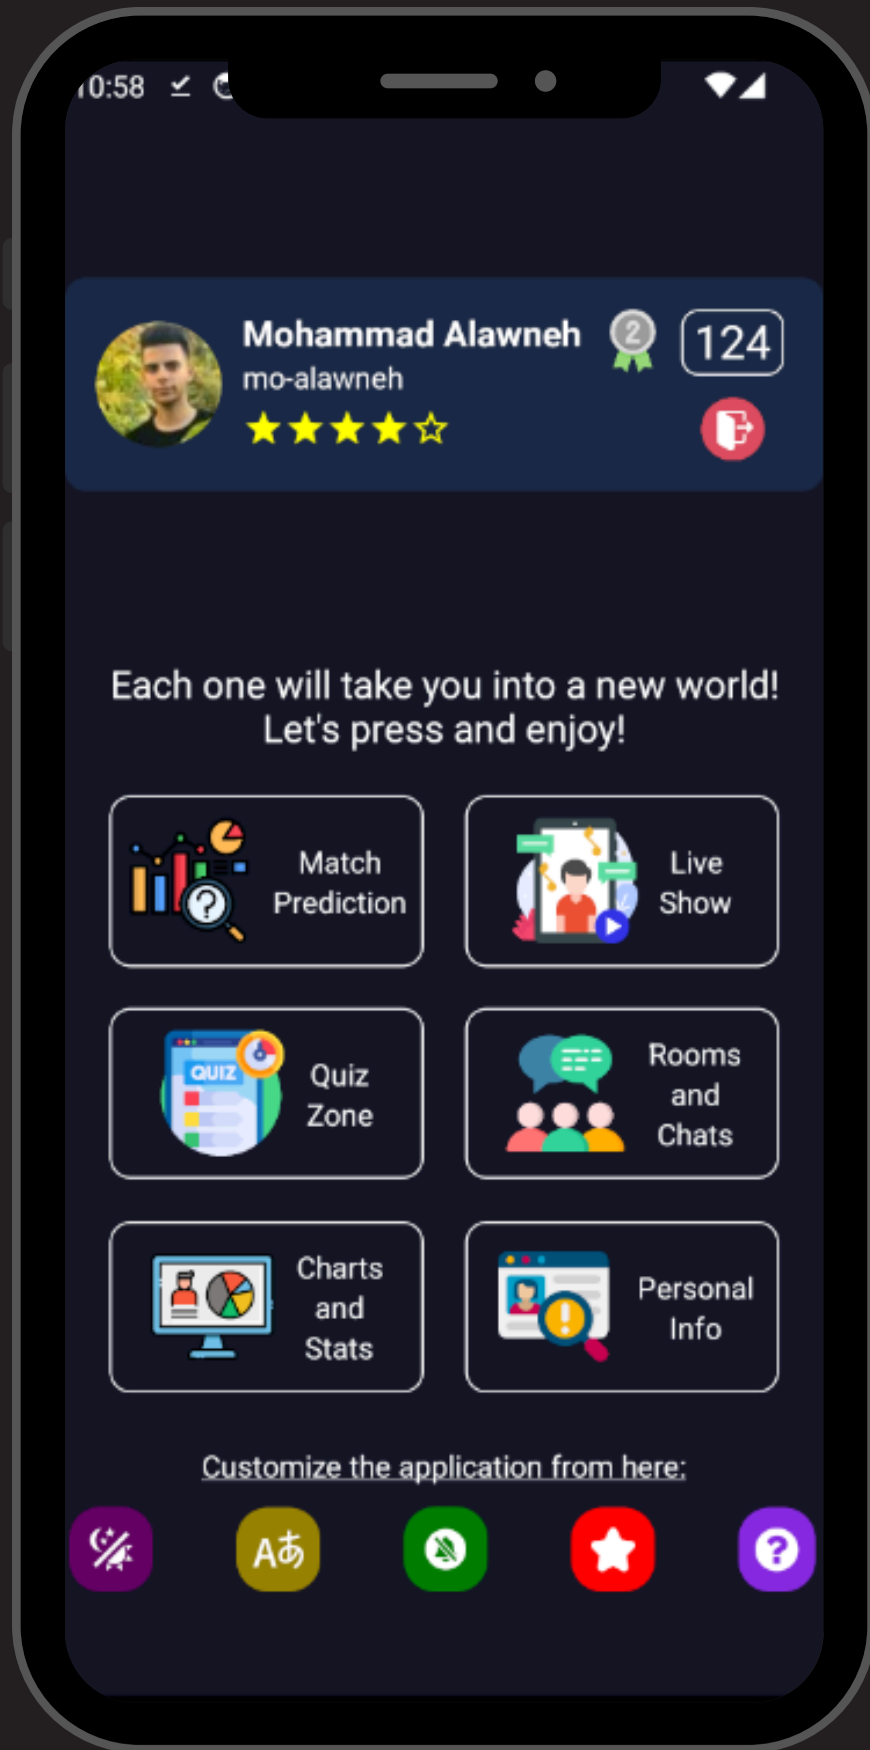 10:58
Mohammad Alawneh
2
124
mo-alawneh
Each one will take you into a new world!
Let's press and enjoy!
Match
Prediction
Live
Show
QUIZ
Quiz
Zone
Rooms
and
Chats
Charts
and
Stats
Personal
Info
Customize the application from here:
Aあ